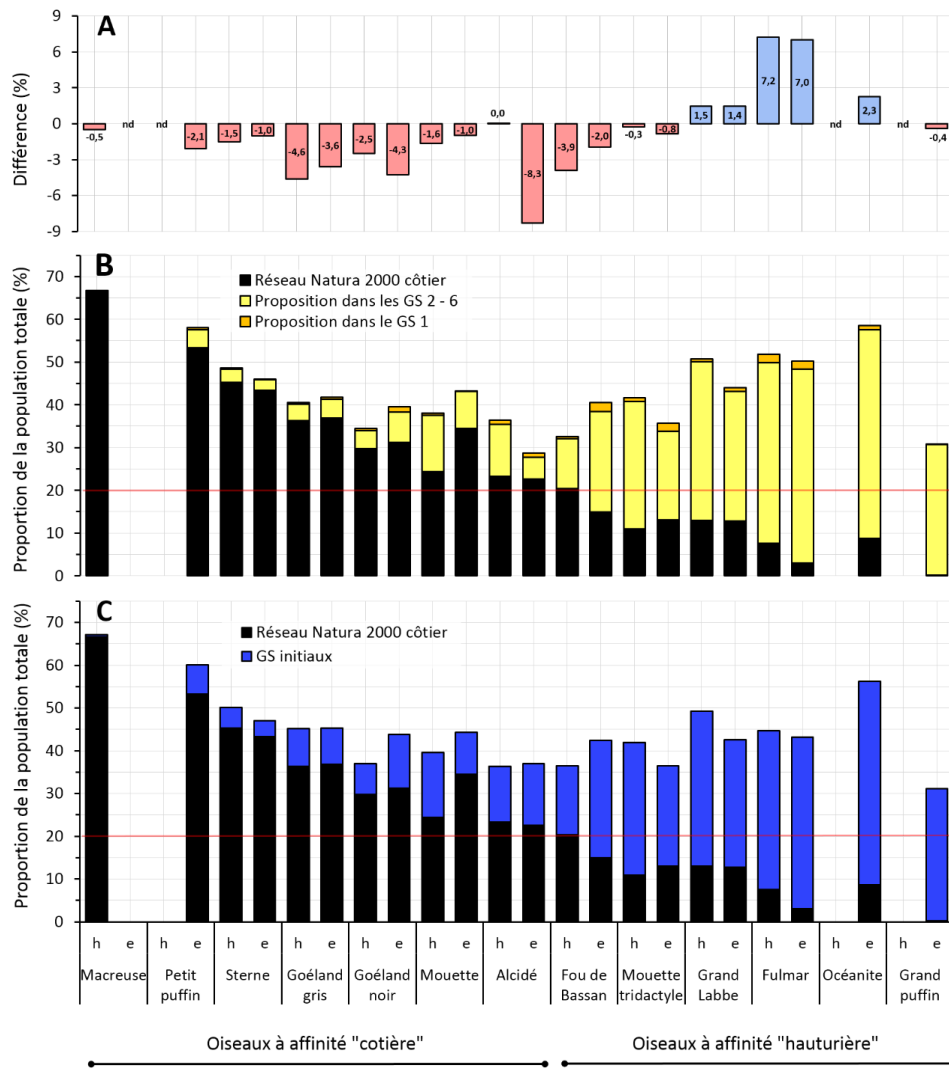 A
Différence (%)
9
6
3
0
-3
-6
-9
-0,5
nd
nd
-2,1
-1,5
-1,0
-4,6
-3,6
-2,5
-4,3
-1,6
-1,0
0,0
-8,3
-3,9
-2,0
-0,3
-0,8
1,5
1,4
7,2
7,0
nd
2,3
nd
-0,4
B
Proportion de la population totale (%)
70
60
50
40
30
20
10
0
Réseau Natura 2000 côtier
Proposition dans les GS 2 - 6
Proposition dans le GS 1
C
Proportion de la population totale (%)
70
60
50
40
30
20
10
0
Réseau Natura 2000 côtier
GS initiaux
h e h e h e h e h e h e h e h e h e h e h e h e h e
Macreuse
Petit puffin
Sterne
Goéland gris
Goéland noir
Mouette
Alcidé
Fou de Bassan
Mouette tridactyle
Grand Labbe
Fulmar
Océanite
Grand puffin
Oiseaux à affinité "cotière"
Oiseaux à affinité "hauturière"